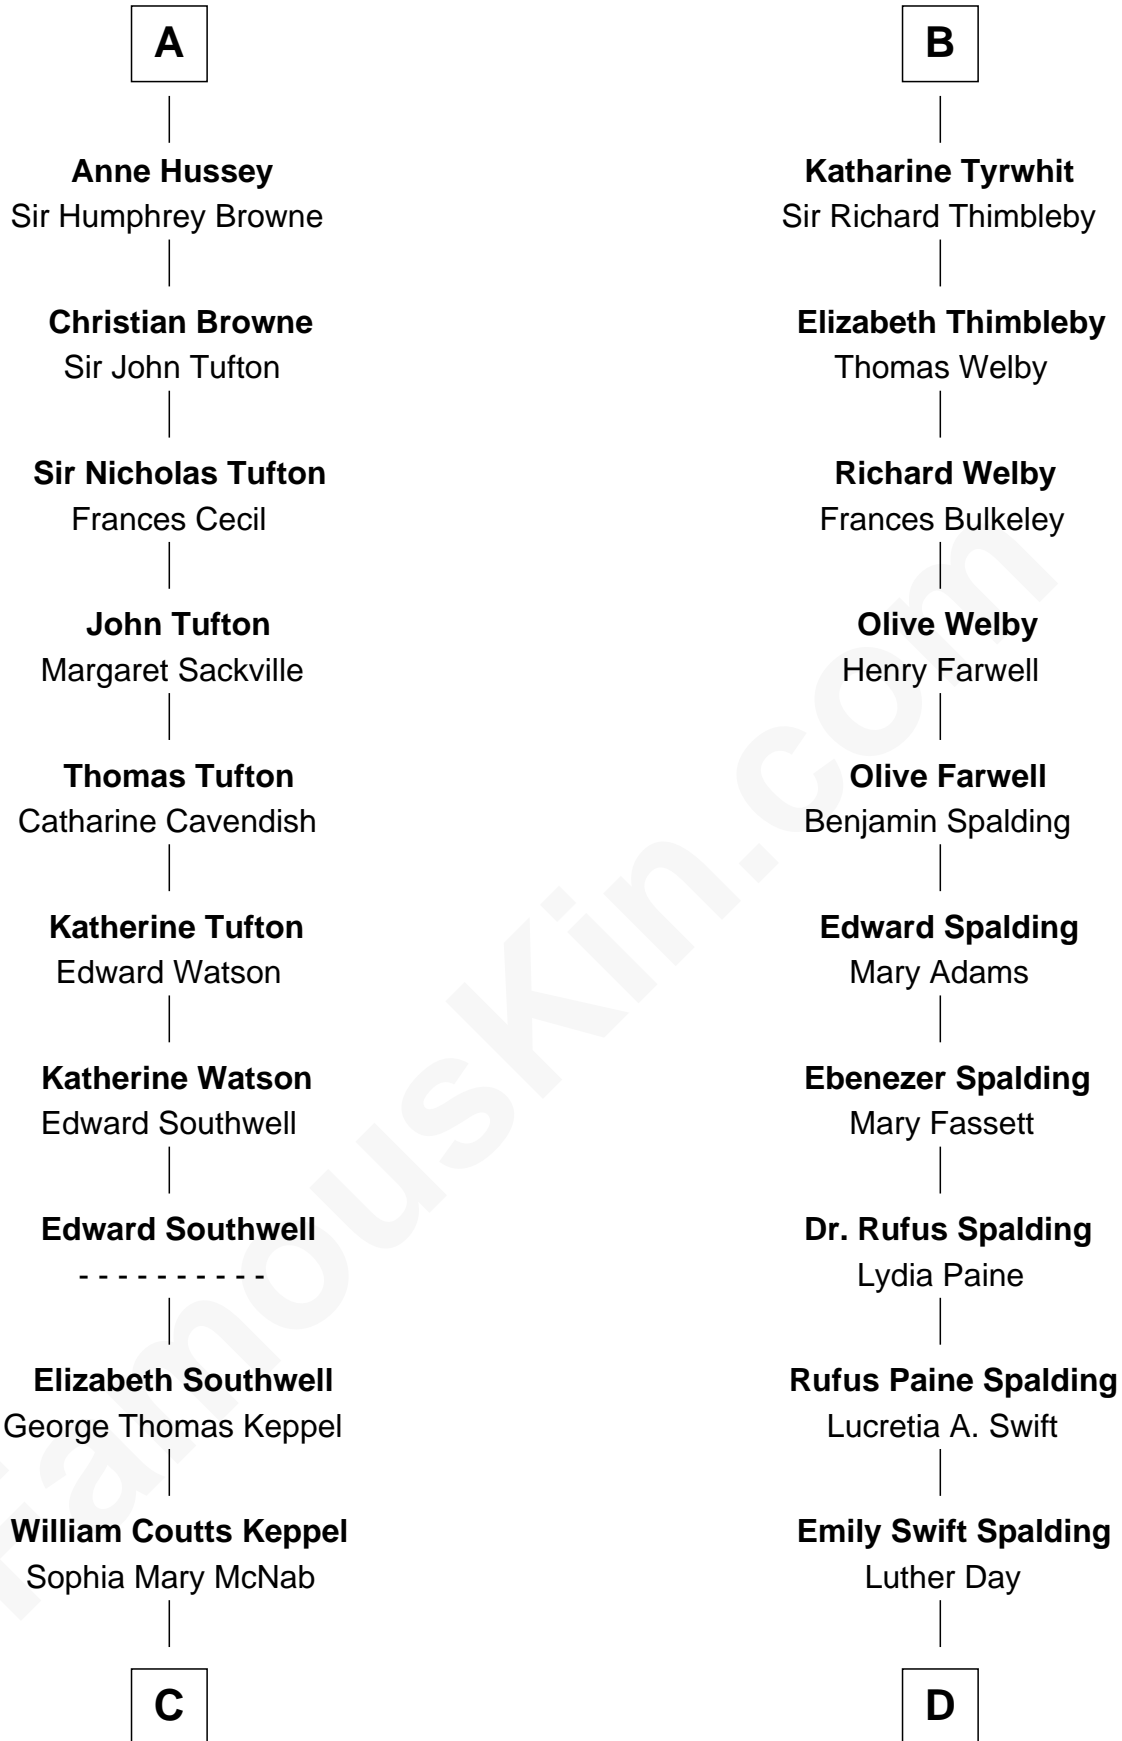 A
Anne Hussey
Sir Humphrey Browne
Christian Browne
Sir John Tufton
Sir Nicholas Tufton
Frances Cecil
John Tufton
Margaret Sackville
Thomas Tufton
Catharine Cavendish
Katherine Tufton
Edward Watson
Katherine Watson
Edward Southwell
Edward Southwell
- - - - - - - - - -
Elizabeth Southwell
George Thomas Keppel
William Coutts Keppel
Sophia Mary McNab
C
B
Katharine Tyrwhit
Sir Richard Thimbleby
Elizabeth Thimbleby
Thomas Welby
Richard Welby
Frances Bulkeley
Olive Welby
Henry Farwell
Olive Farwell
Benjamin Spalding
Edward Spalding
Mary Adams
Ebenezer Spalding
Mary Fassett
Dr. Rufus Spalding
Lydia Paine
Rufus Paine Spalding
Lucretia A. Swift
Emily Swift Spalding
Luther Day
D
FamousKin.com